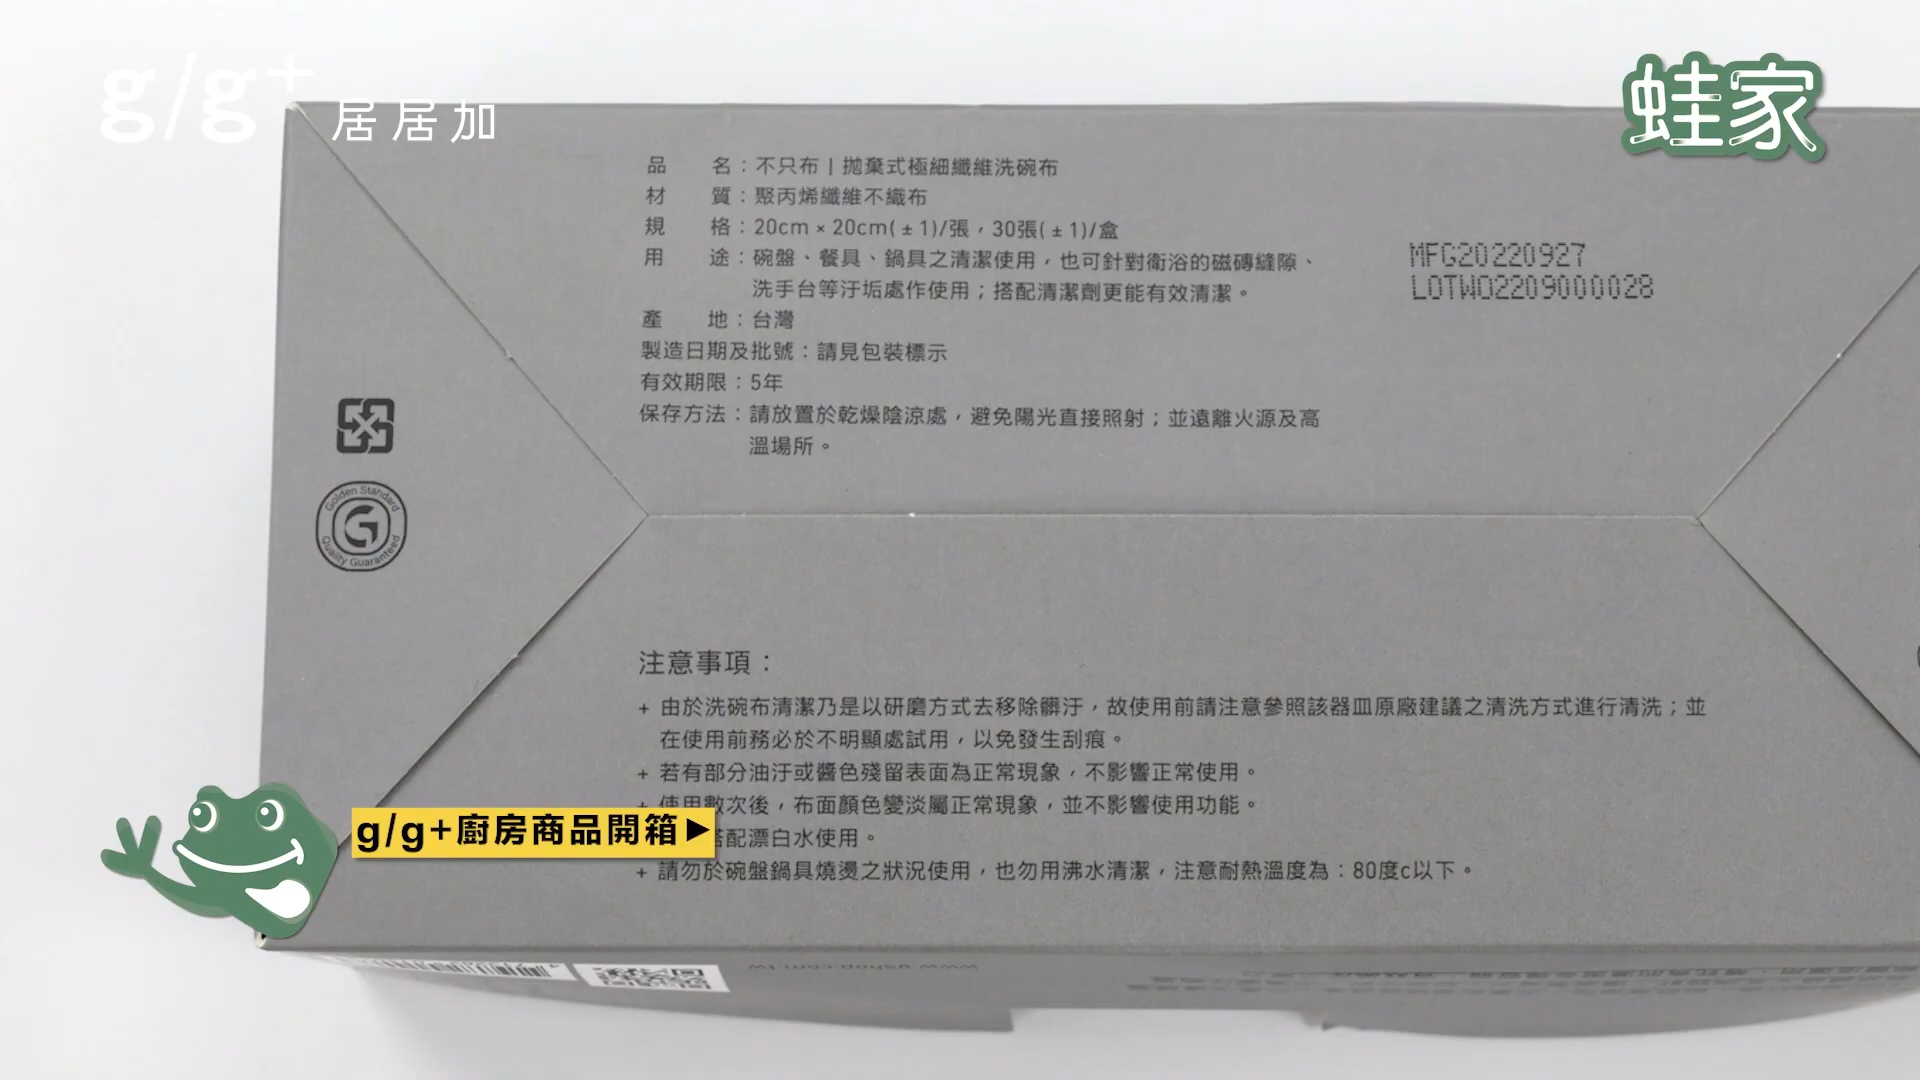 g/g+ 居居加
蛙家
品 名：不只布 | 拋棄式極細纖維洗碗布
材 質：聚丙烯纖維不織布
規 格：20cm × 20cm(±1)/張，30張(±1)/盒
用 途：碗盤、餐具、鍋具之清潔使用，也可針對衛浴的磁磚縫隙、
洗手台等汙垢處作使用；搭配清潔劑更能有效清潔。
產 地：台灣
製造日期及批號：請見包裝標示
有效期限：5年
保存方法：請放置於乾燥陰涼處，避免陽光直接照射；並遠離火源及高
溫場所。
MFG20220927
LOTWO2209000028
Golden Standard
G
Quality Guaranteed
注意事項：
+ 由於洗碗布清潔乃是以研磨方式去移除髒汙，故使用前請注意參照該器皿原廠建議之清洗方式進行清洗；並
在使用前務必於不明顯處試用，以免發生刮痕。
+ 若有部分油汙或醬色殘留表面為正常現象，不影響正常使用。
+ 使用數次後，布面顏色變淡屬正常現象，並不影響使用功能。
搭配漂白水使用。
+ 請勿於碗盤鍋具燒燙之狀況使用，也勿用沸水清潔，注意耐熱溫度為：80度c以下。
g/g+廚房商品開箱▶
www.gshop.com.tw